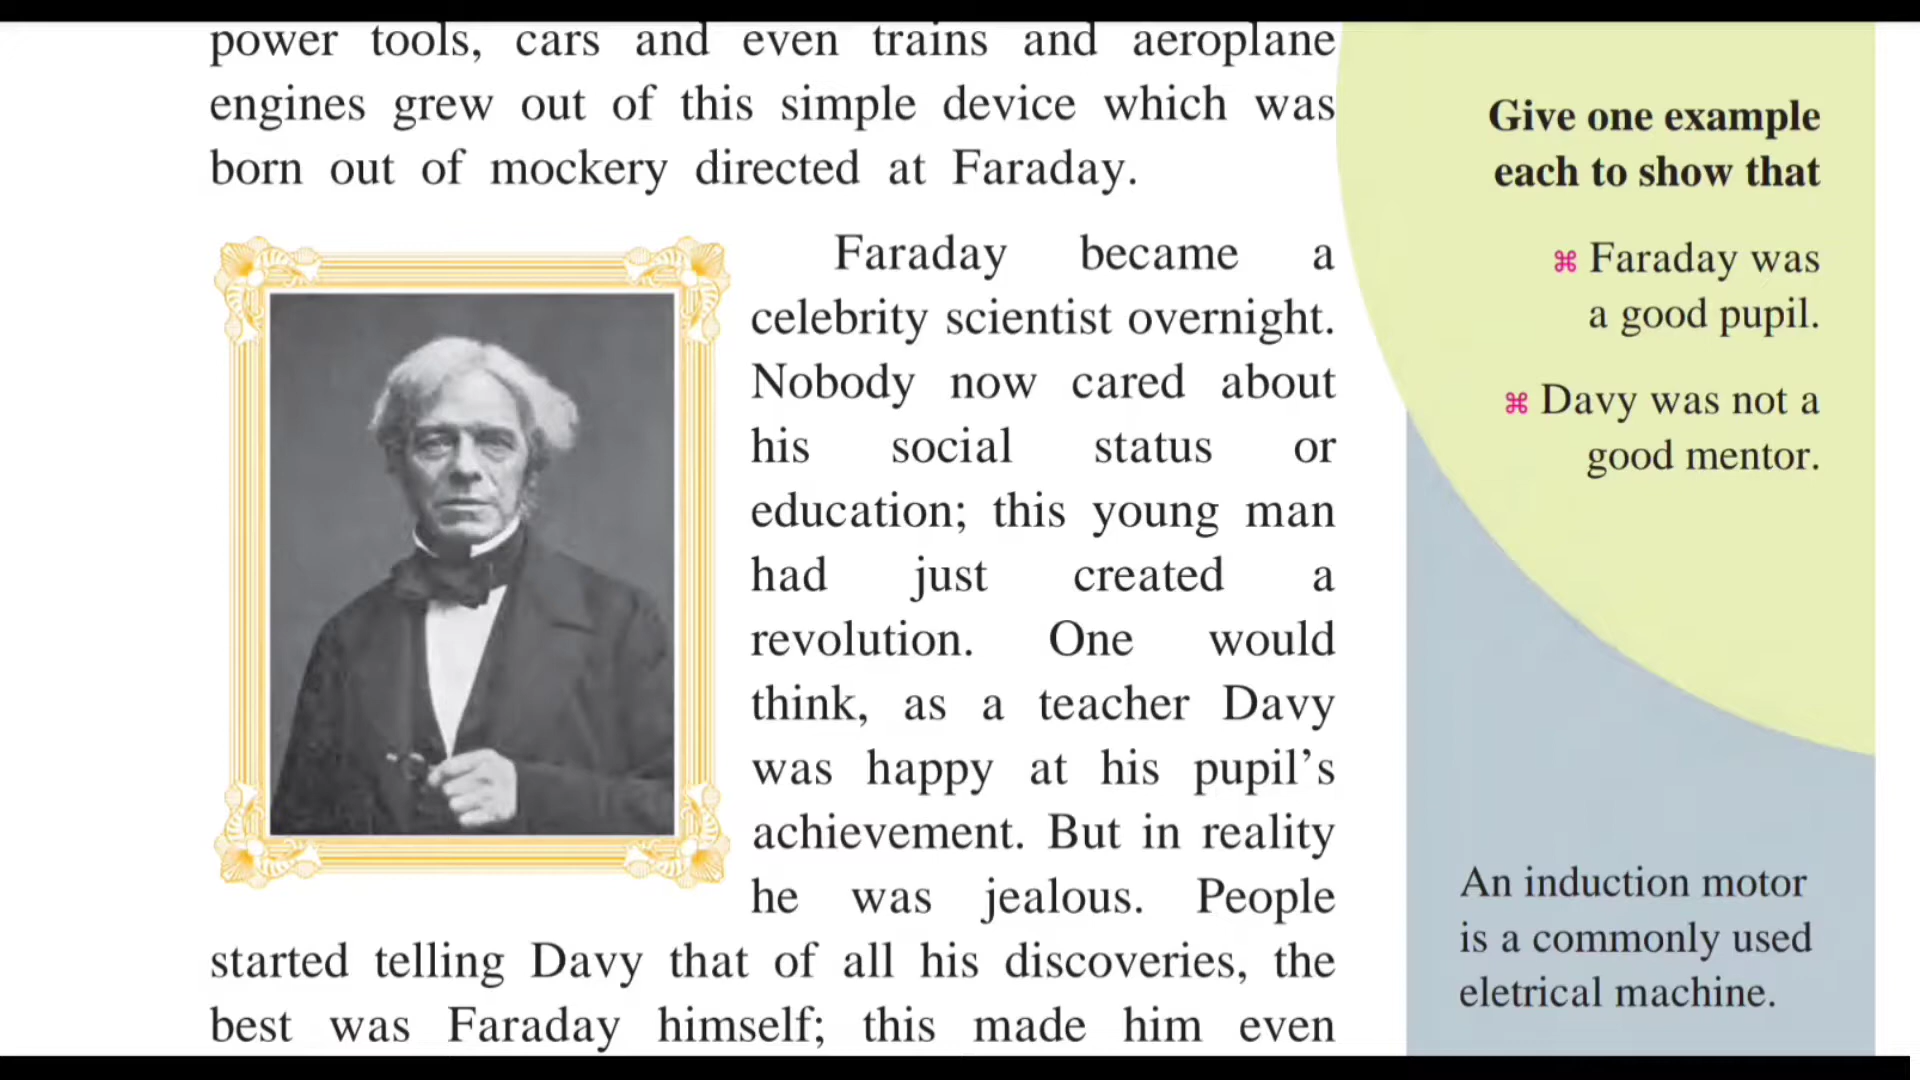 power tools, cars and even trains and aeroplane
engines grew out of this simple device which was
born out of mockery directed at Faraday.
Faraday became a
celebrity scientist overnight.
Nobody now cared about
his social status or
education; this young man
had just created a
revolution. One would
think, as a teacher Davy
was happy at his pupil’s
achievement. But in reality
he was jealous. People
started telling Davy that of all his discoveries, the
best was Faraday himself; this made him even
Give one example
each to show that
⌘ Faraday was
a good pupil.
⌘ Davy was not a
good mentor.
An induction motor
is a commonly used
eletrical machine.